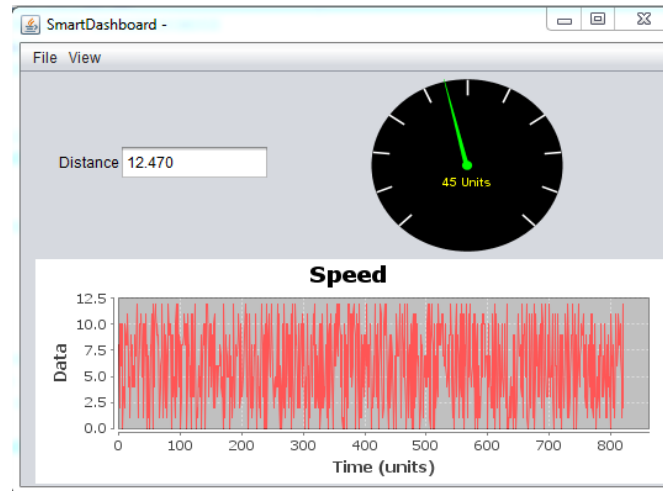 SmartDashboard -
File View
Distance 12.470
45 Units
Speed
12.5
10.0
7.5
5.0
2.5
0.0
Data
0 100 200 300 400 500 600 700 800
Time (units)